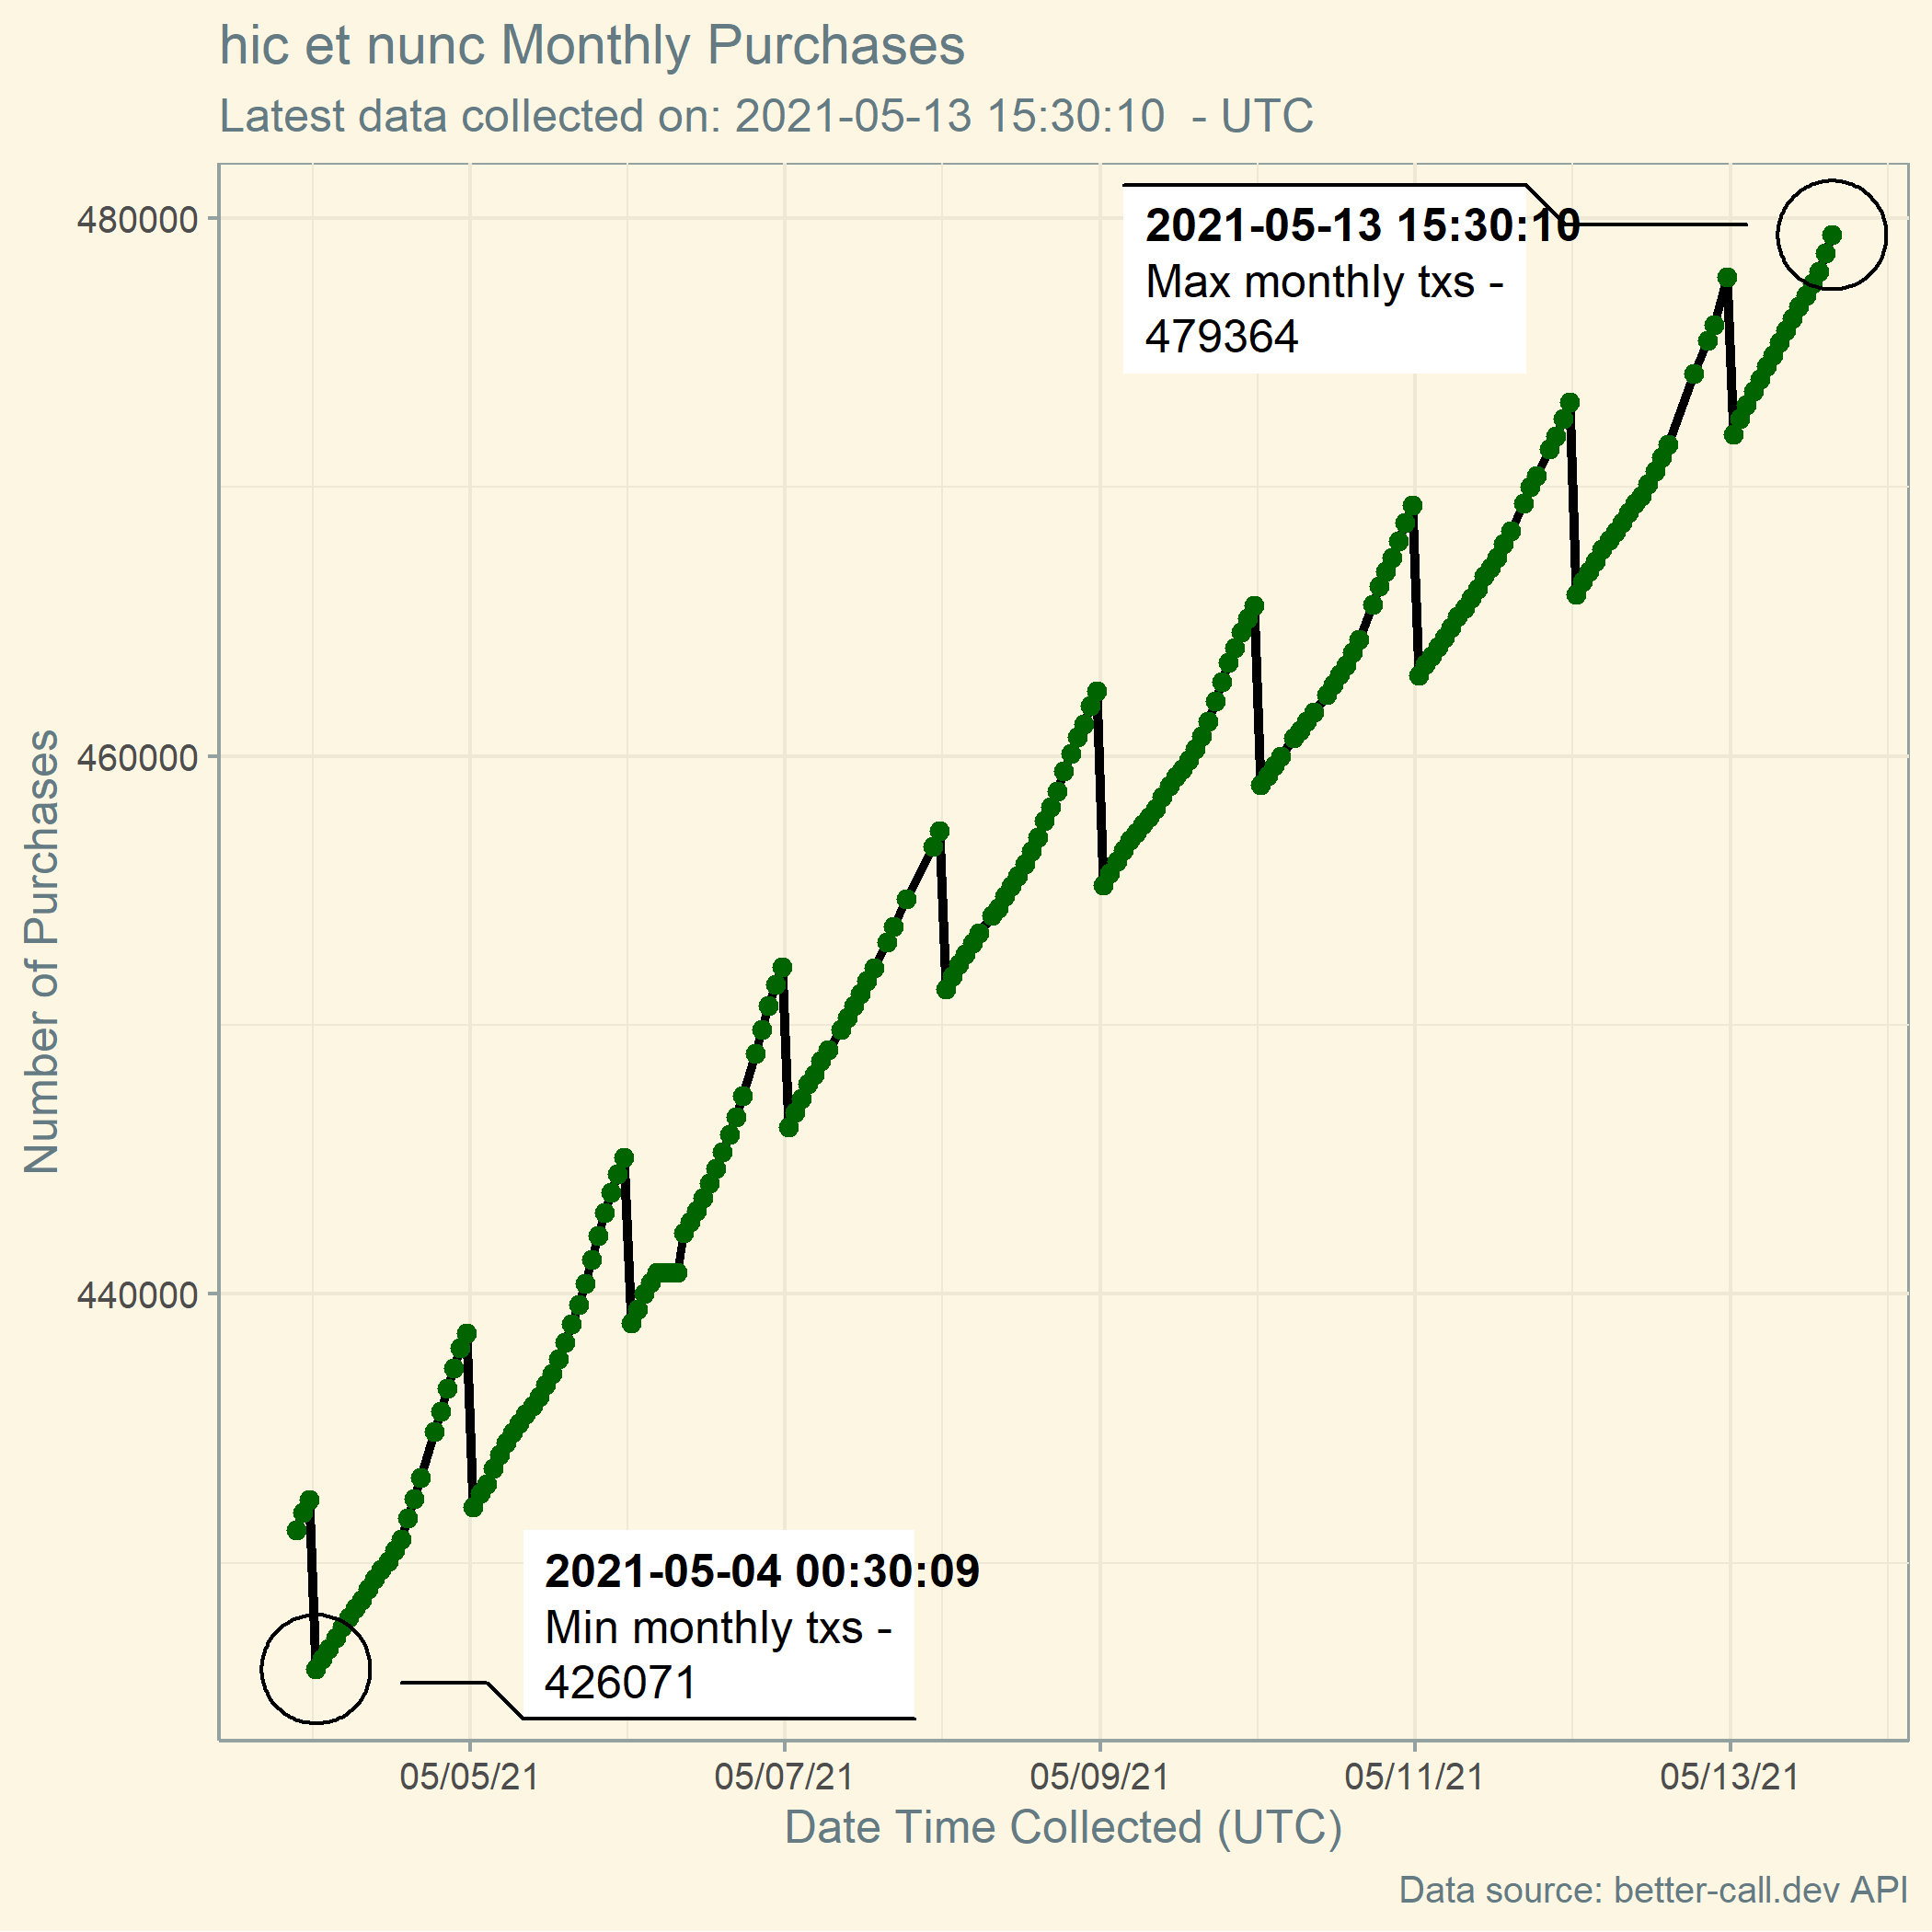 hic et nunc Monthly Purchases
Latest data collected on: 2021-05-13 15:30:10  - UTC
480000
2021-05-13 15:30:10
Max monthly txs -
479364
460000
Number of Purchases
440000
2021-05-04 00:30:09
Min monthly txs -
426071
05/05/21
05/07/21
05/09/21
05/11/21
05/13/21
Date Time Collected (UTC)
Data source: better-call.dev API